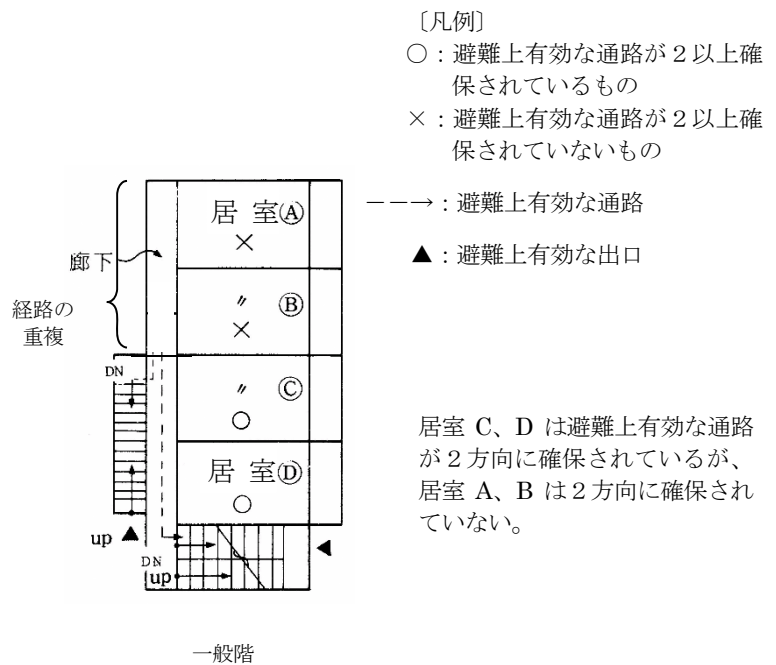 〔凡例〕
○：避難上有効な通路が２以上確
保されているもの
×：避難上有効な通路が２以上確
保されていないもの
−−→：避難上有効な通路
▲：避難上有効な出口
居 室Ⓐ
×
廊下
〃 Ⓑ
×
経路の
重複
DN
〃 Ⓒ
○
居 室Ⓓ
○
up ▲
DN
up
居室 C、D は避難上有効な通路
が２方向に確保されているが、
居室 A、B は２方向に確保され
ていない。
一般階